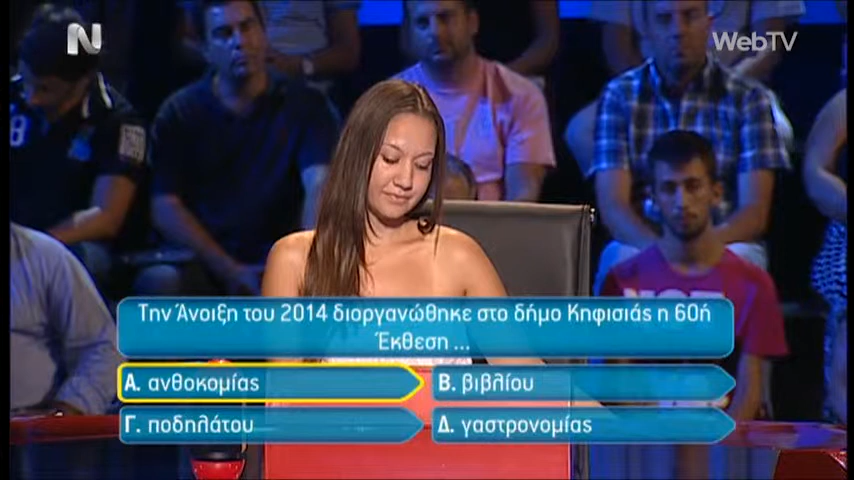 N
WebTV
Την Άνοιξη του 2014 διοργανώθηκε στο δήμο Κηφισιάς η 60ή
Έκθεση ...
Α. ανθοκομίας
Β. βιβλίου
Γ. ποδηλάτου
Δ. γαστρονομίας